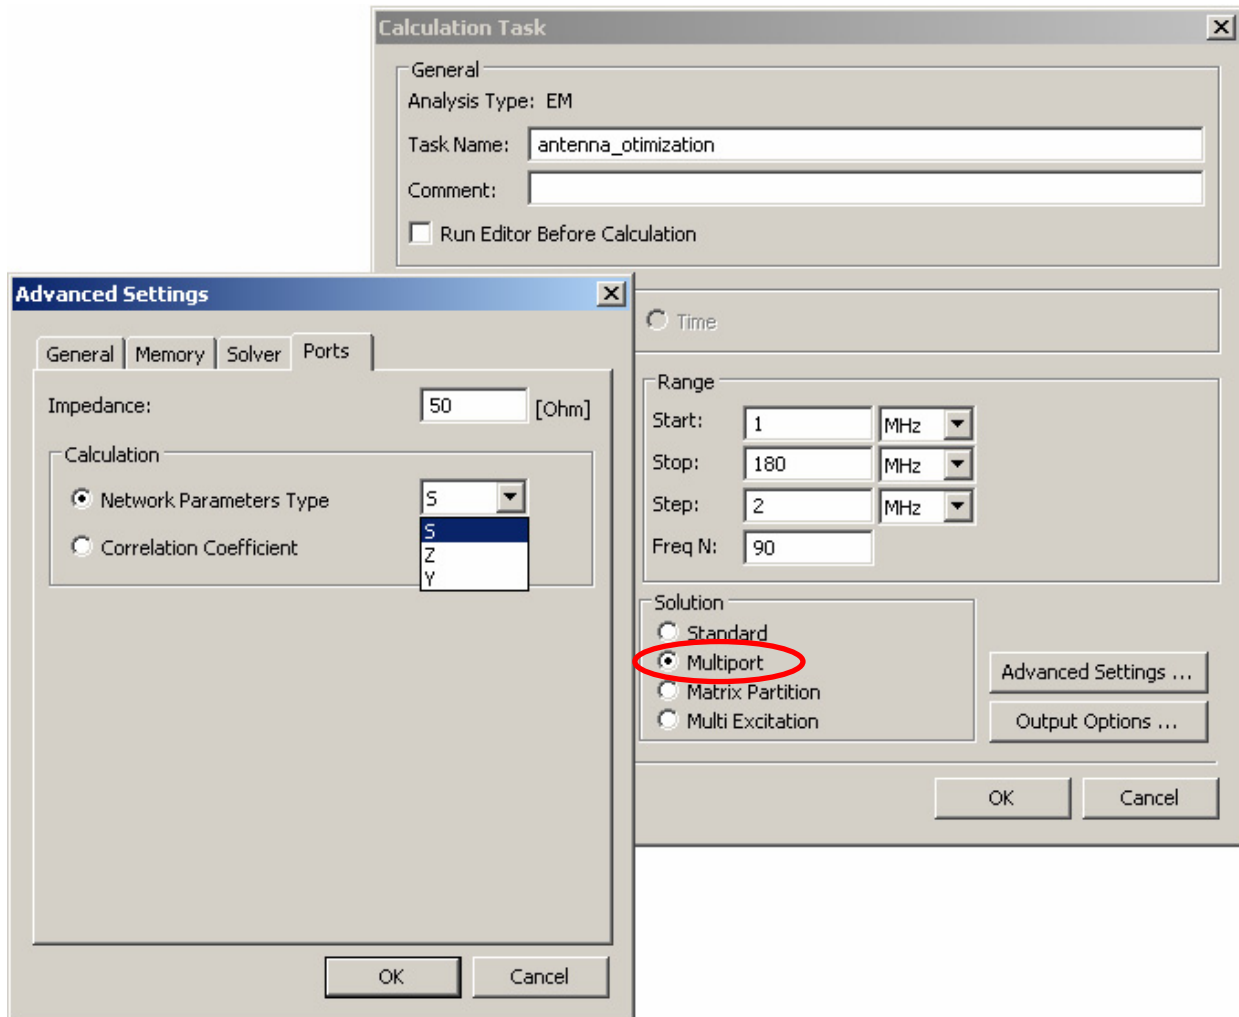 Calculation Task
General
Analysis Type: EM
Task Name: antenna_otimization
Comment:
Run Editor Before Calculation
Time
Range
Start: 1 MHz
Stop: 180 MHz
Step: 2 MHz
Freq N: 90
Solution
Standard
Multiport
Matrix Partition
Multi Excitation
Advanced Settings ...
Output Options ...
OK Cancel
Advanced Settings
General Memory Solver Ports
Impedance: 50 [Ohm]
Calculation
Network Parameters Type S
S
Z
Y
Correlation Coefficient
OK Cancel